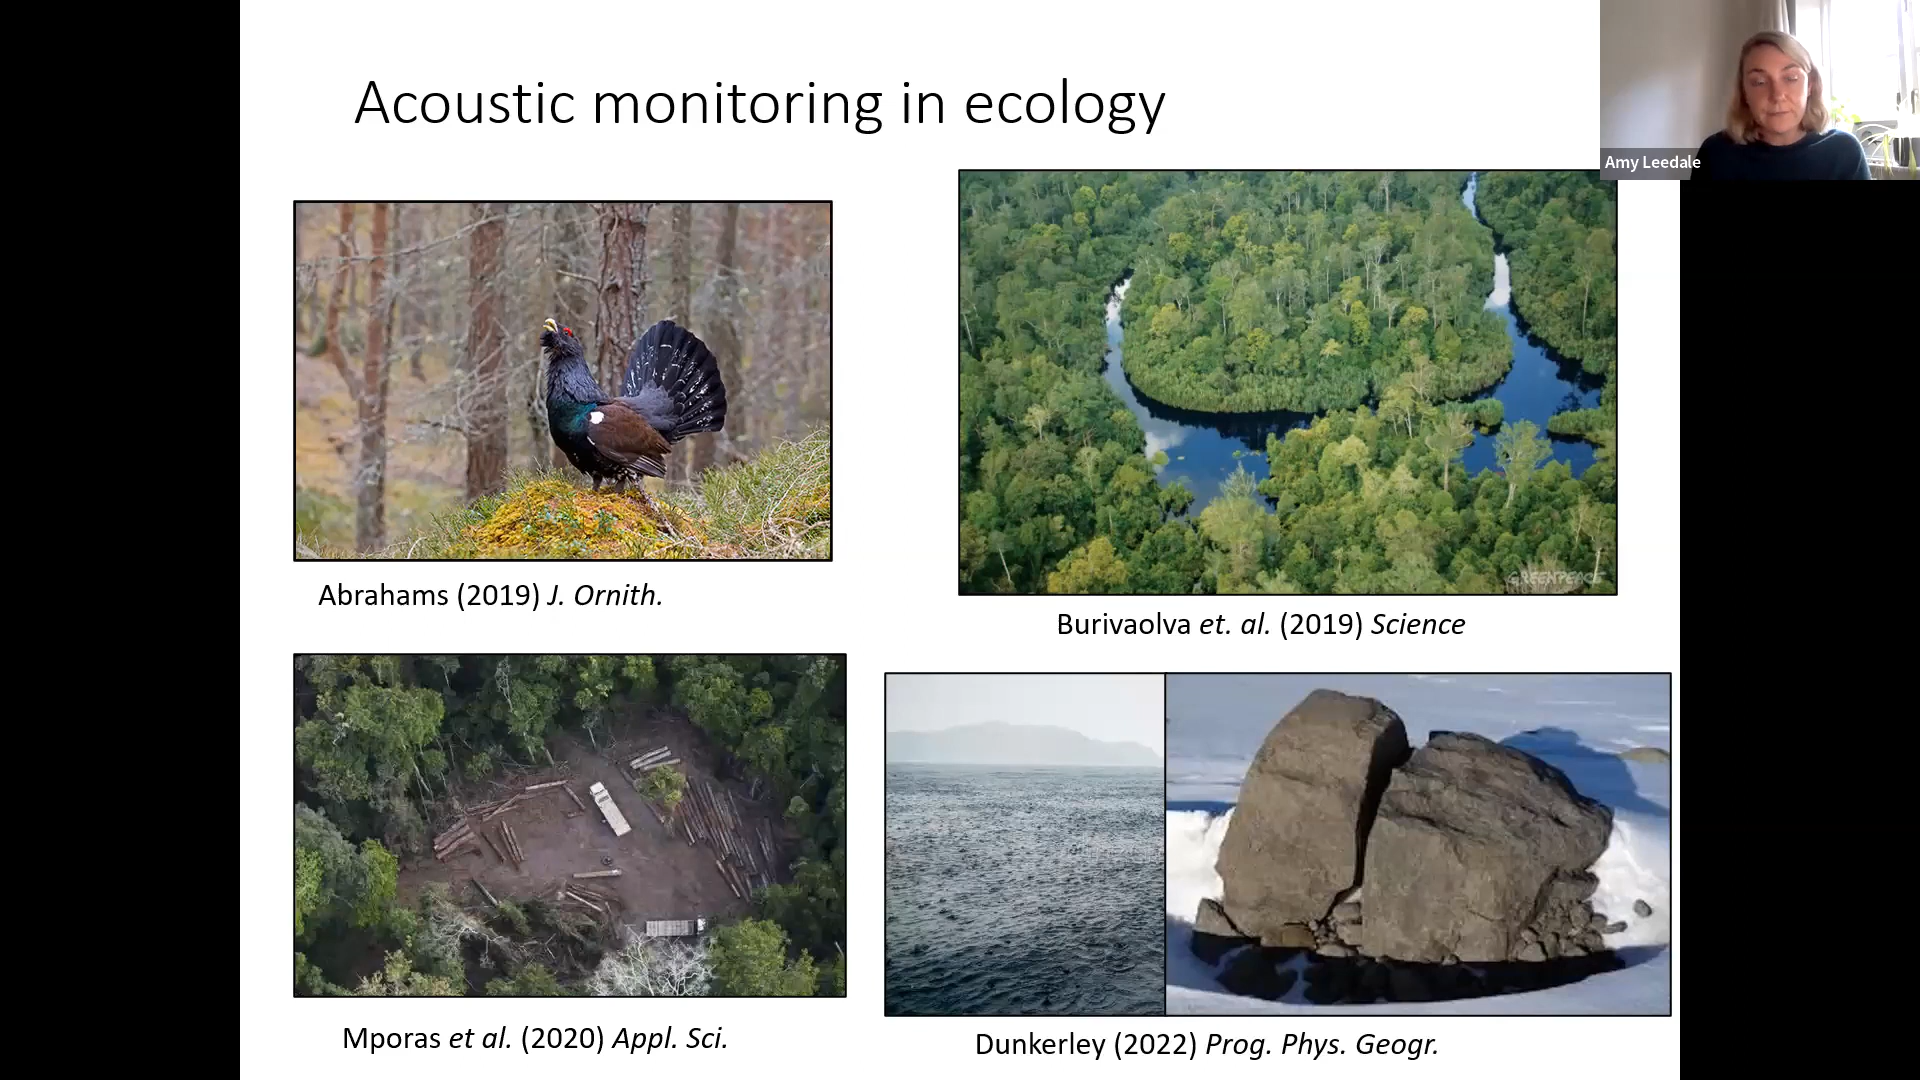 Acoustic monitoring in ecology
Amy Leedale
Abrahams (2019) J. Ornith.
GREENPEACE
Burivaolva et. al. (2019) Science
Mporas et al. (2020) Appl. Sci.
Dunkerley (2022) Prog. Phys. Geogr.